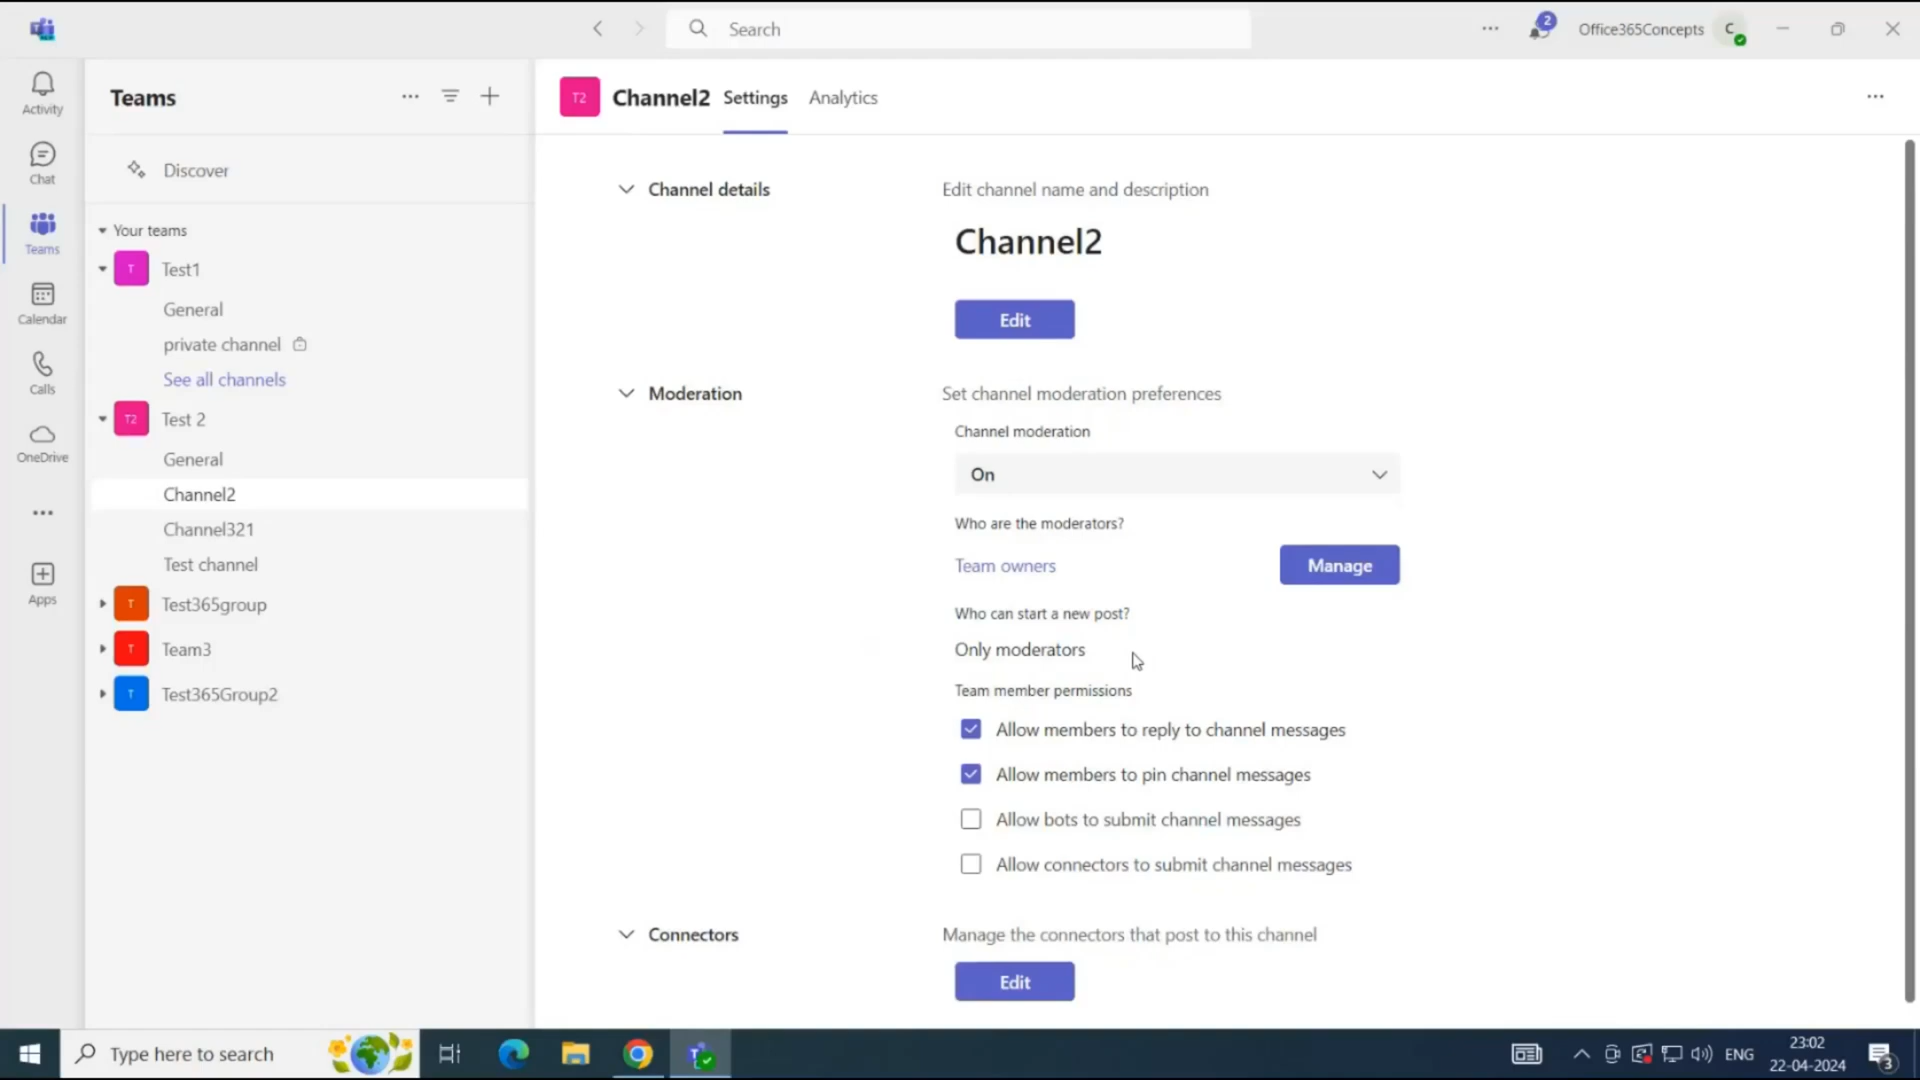 Search
2
Office365Concepts
C
Activity
Chat
Teams
Calendar
Calls
OneDrive
Apps
Teams
Discover
Your teams
T Test1
General
private channel
See all channels
T2 Test 2
General
Channel2
Channel321
Test channel
T Test365group
T Team3
T Test365Group2
T2 Channel2 Settings Analytics
Channel details
Edit channel name and description
Channel2
Edit
Moderation
Set channel moderation preferences
Channel moderation
On
Who are the moderators?
Team owners
Manage
Who can start a new post?
Only moderators
Team member permissions
Allow members to reply to channel messages
Allow members to pin channel messages
Allow bots to submit channel messages
Allow connectors to submit channel messages
Connectors
Manage the connectors that post to this channel
Edit
Type here to search
ENG
23:02
22-04-2024
3